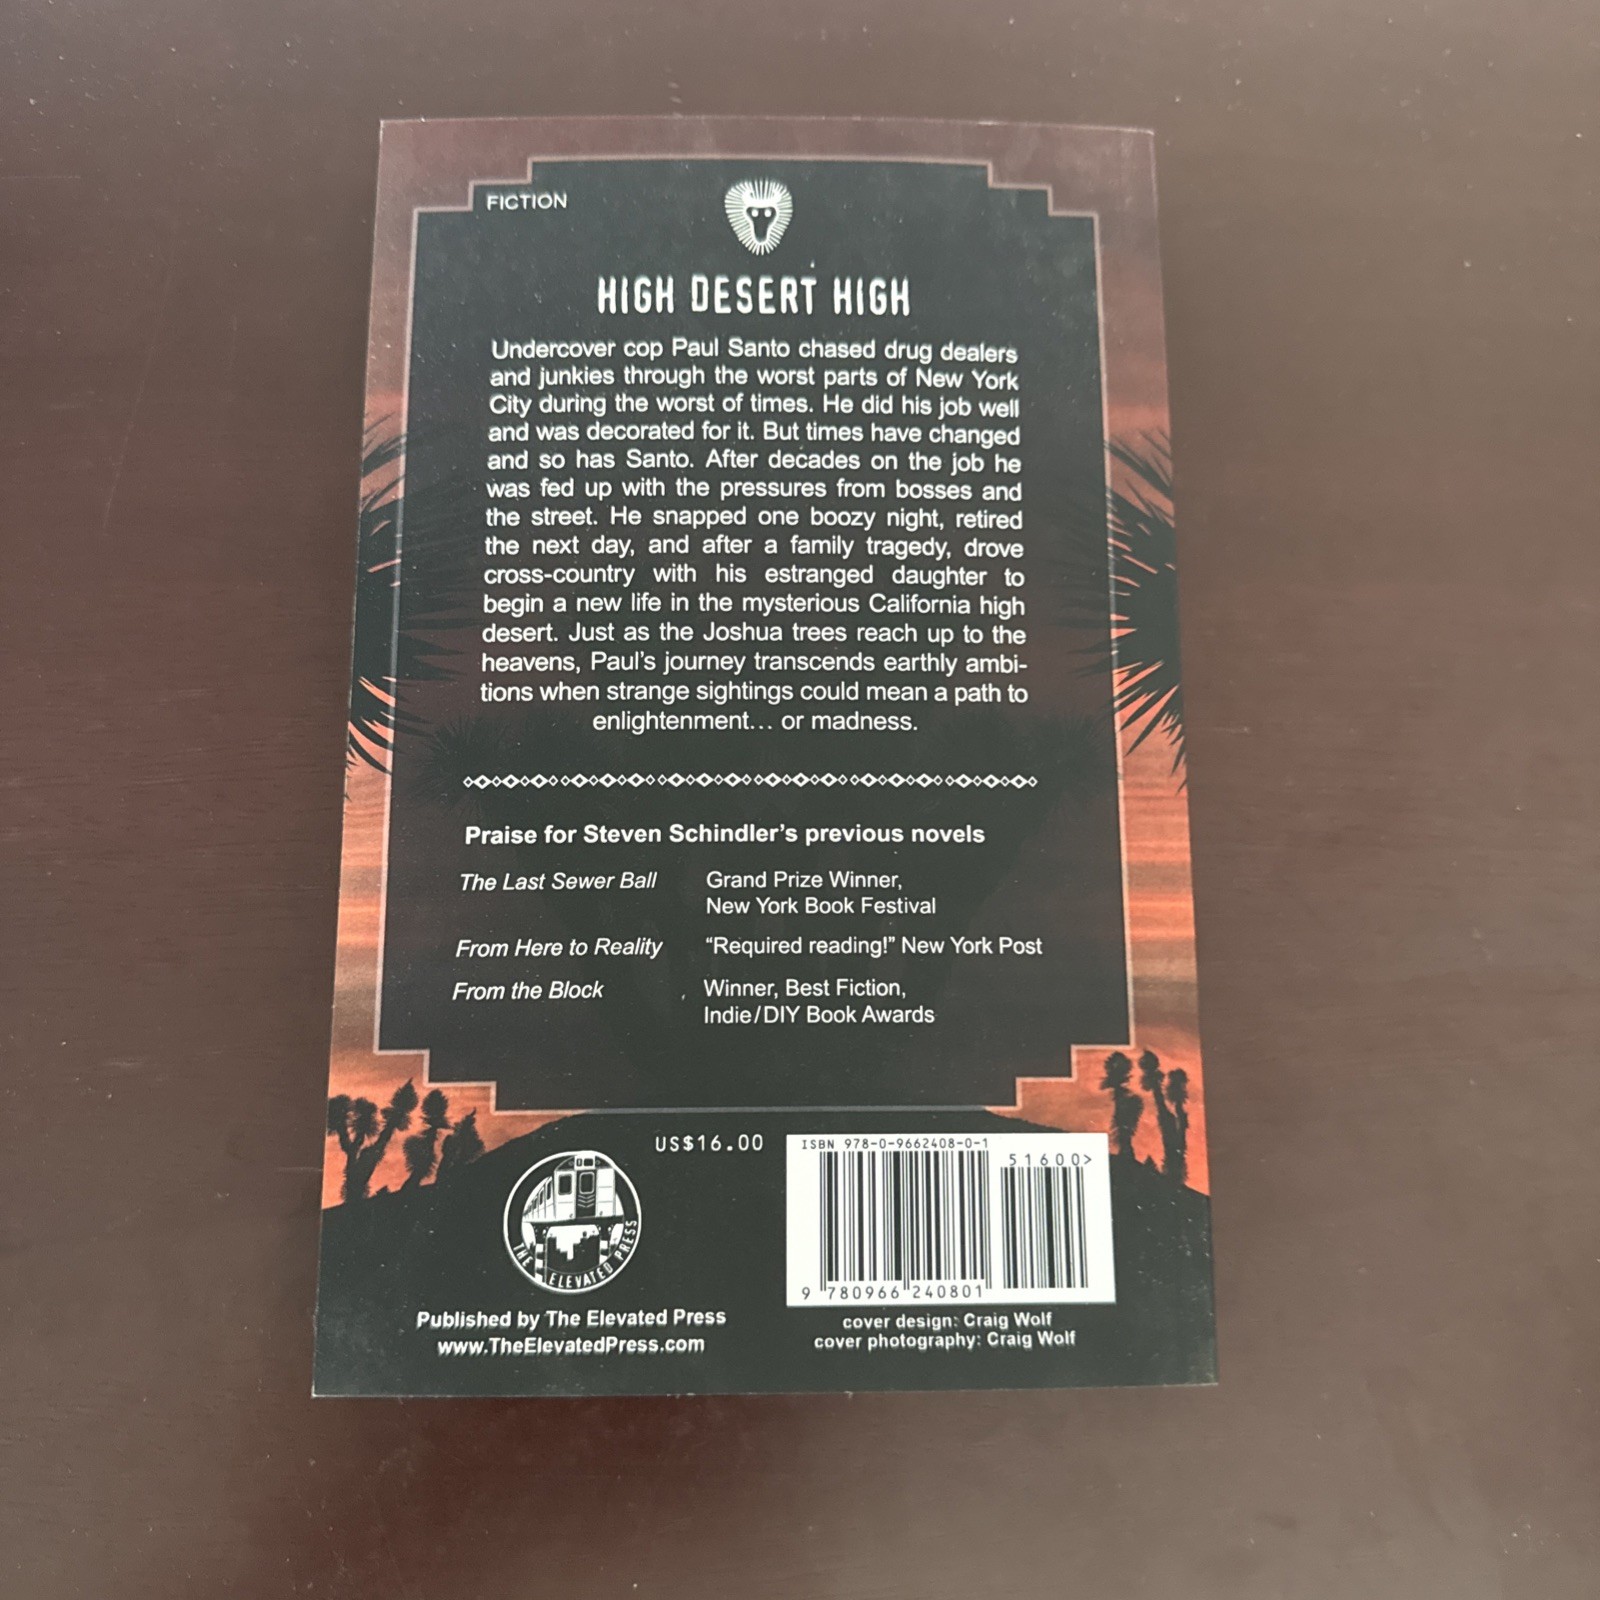 FICTION
HIGH DESERT HIGH
Undercover cop Paul Santo chased drug dealers
and junkies through the worst parts of New York
City during the worst of times. He did his job well
and was decorated for it. But times have changed
and so has Santo. After decades on the job he
was fed up with the pressures from bosses and
the street. He snapped one boozy night, retired
the next day, and after a family tragedy, drove
cross-country with his estranged daughter to
begin a new life in the mysterious California high
desert. Just as the Joshua trees reach up to the
heavens, Paul's journey transcends earthly ambi-
tions when strange sightings could mean a path to
enlightenment... or madness.
Praise for Steven Schindler's previous novels
The Last Sewer Ball Grand Prize Winner,
New York Book Festival
From Here to Reality "Required reading!" New York Post
From the Block Winner, Best Fiction,
Indie/DIY Book Awards
US$16.00
ISBN 978-0-9662408-0-1
51600>
9 780966 240801
THE ELEVATED PRESS
Published by The Elevated Press
www.TheElevatedPress.com
cover design: Craig Wolf
cover photography: Craig Wolf